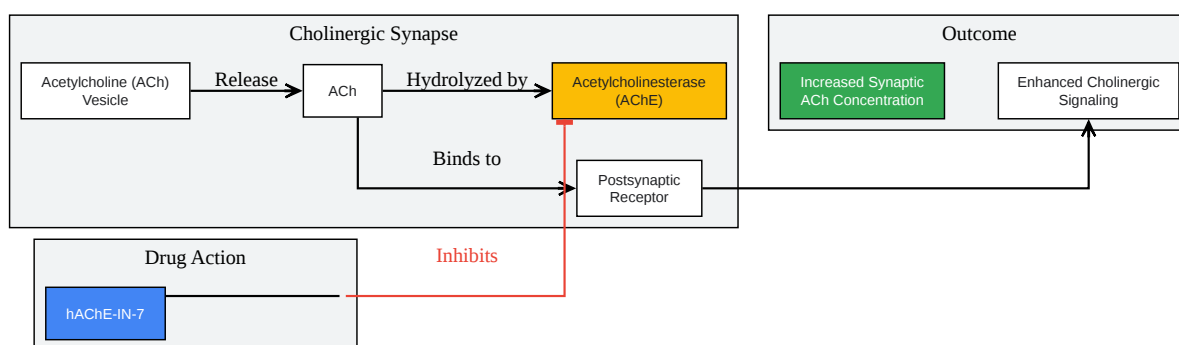 Cholinergic Synapse
Outcome
Acetylcholine (ACh)
Vesicle
Release
ACh
Hydrolyzed by
Acetylcholinesterase
(AChE)
Increased Synaptic
ACh Concentration
Enhanced Cholinergic
Signaling
Binds to
Postsynaptic
Receptor
Drug Action
Inhibits
hAChE-IN-7